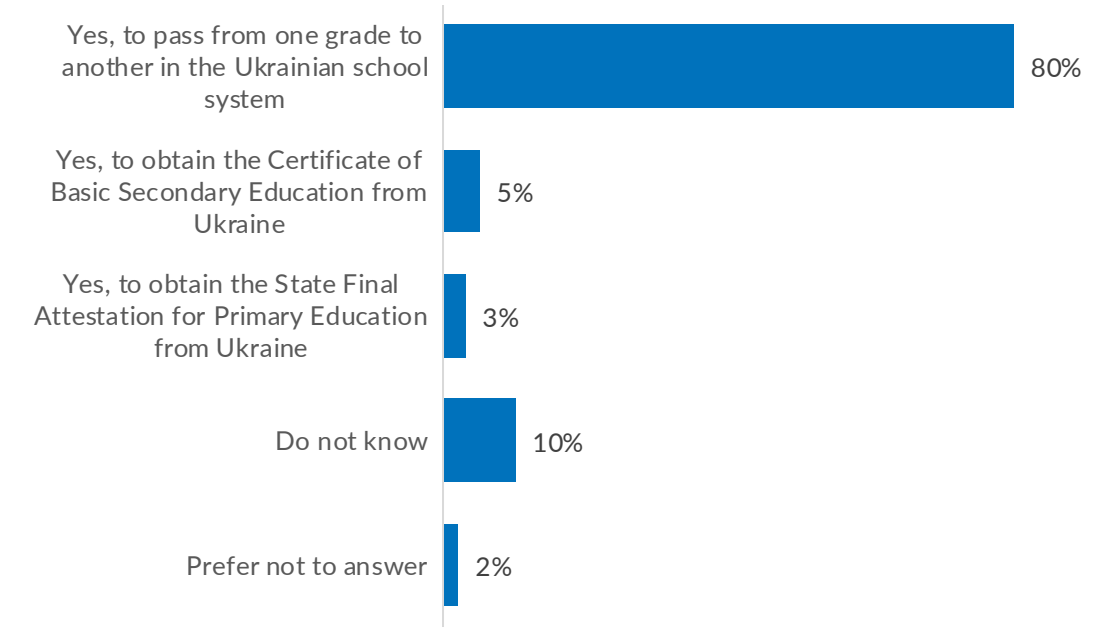 Yes, to pass from one grade to
another in the Ukrainian school
system
80%
Yes, to obtain the Certificate of
Basic Secondary Education from
Ukraine
5%
Yes, to obtain the State Final
Attestation for Primary Education
from Ukraine
3%
Do not know
10%
Prefer not to answer
2%